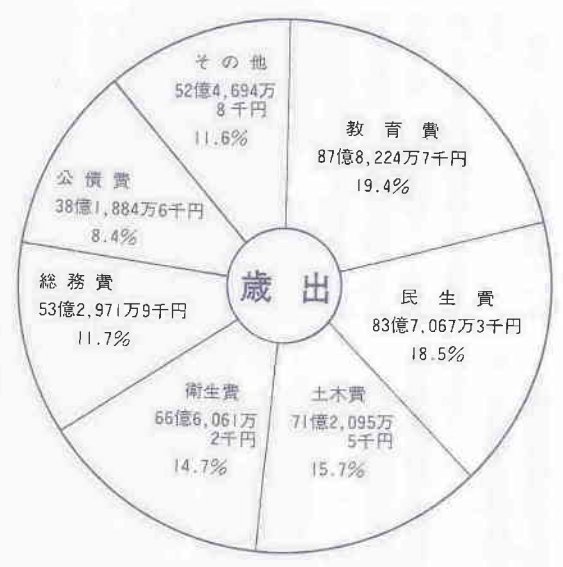 歳出
教育費
87億8,224万7千円
19.4%
民生費
83億7,067万3千円
18.5%
土木費
71億2,095万
5千円
15.7%
衛生費
66億6,061万
2千円
14.7%
総務費
53億2,971万9千円
11.7%
公債費
38億1,884万6千円
8.4%
その他
52億4,694万
8千円
11.6%